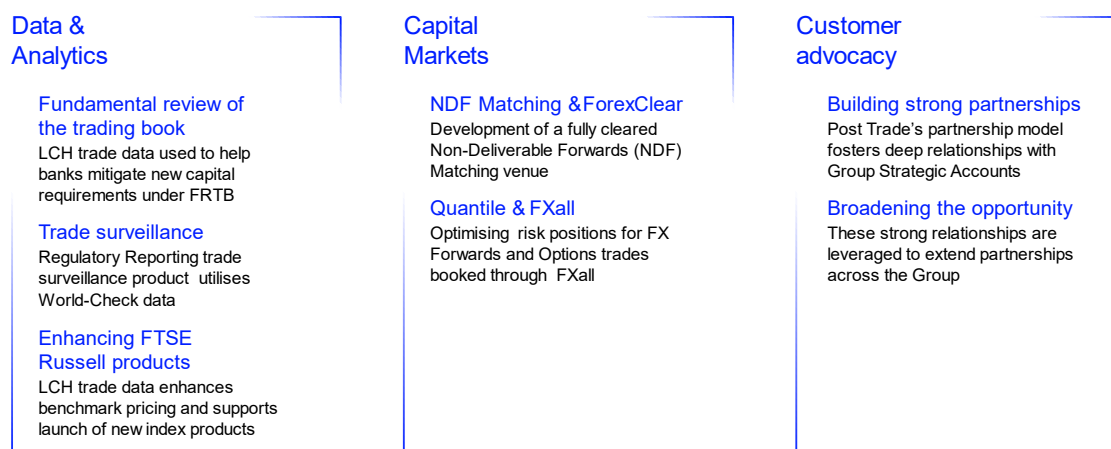 Data &
Analytics
Fundamental review of
the trading book
LCH trade data used to help
banks mitigate new capital
requirements under FRTB
Trade surveillance
Regulatory Reporting trade
surveillance product utilises
World-Check data
Enhancing FTSE
Russell products
LCH trade data enhances
benchmark pricing and supports
launch of new index products
Capital
Markets
NDF Matching & ForexClear
Development of a fully cleared
Non-Deliverable Forwards (NDF)
Matching venue
Quantile & FXall
Optimising risk positions for FX
Forwards and Options trades
booked through FXall
Customer
advocacy
Building strong partnerships
Post Trade's partnership model
fosters deep relationships with
Group Strategic Accounts
Broadening the opportunity
These strong relationships are
leveraged to extend partnerships
across the Group